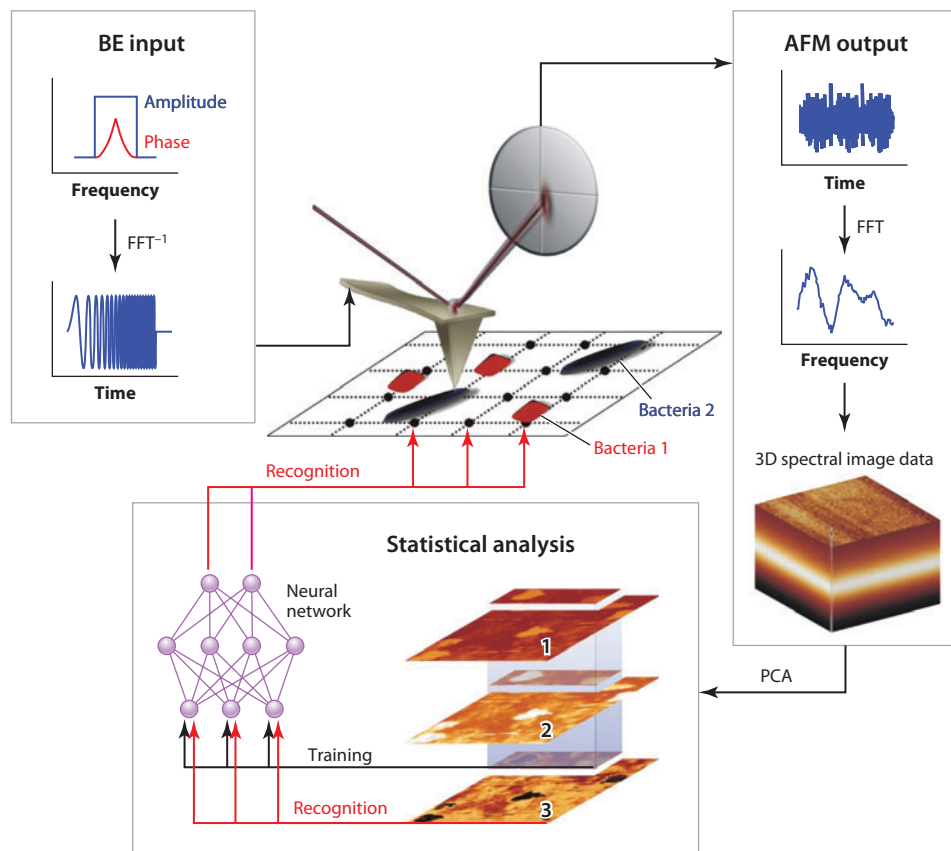 BE input
Amplitude
Phase
Frequency
FFT⁻¹
Time
AFM output
Time
FFT
Frequency
3D spectral image data
PCA
Bacteria 2
Bacteria 1
Recognition
Statistical analysis
Neural
network
1
2
3
Training
Recognition